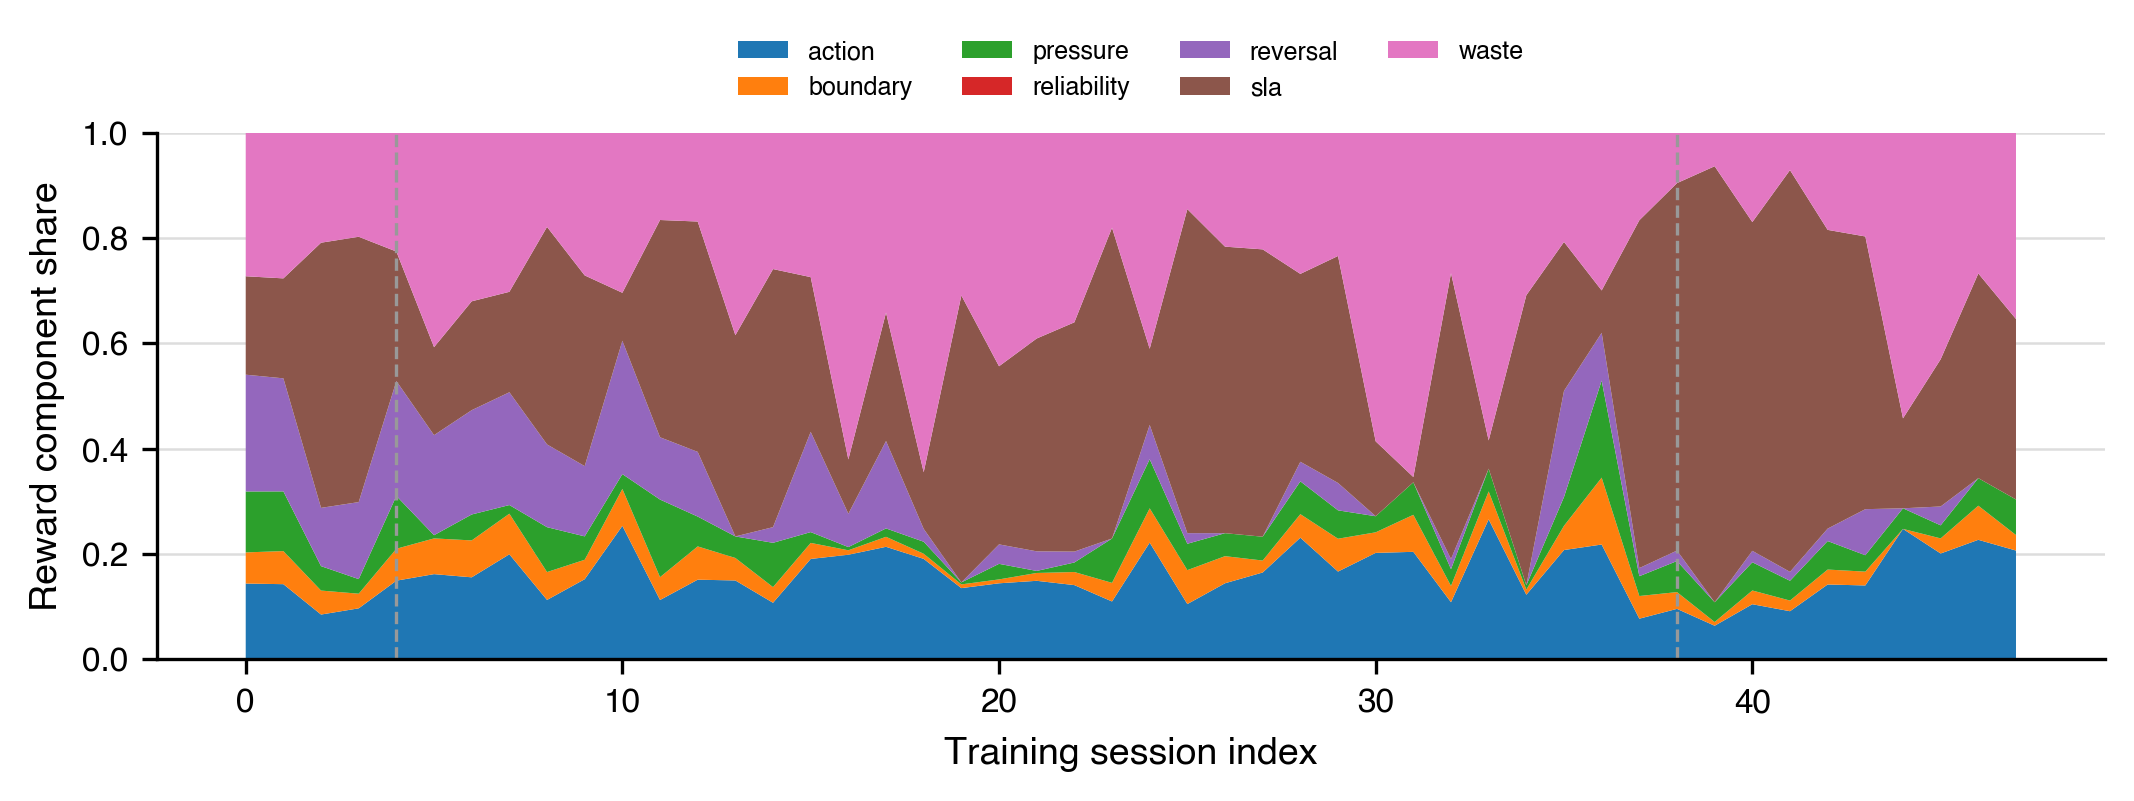 action pressure reversal waste
boundary reliability sla
1.0
0.8
0.6
0.4
0.2
0.0
Reward component share
0 10 20 30 40
Training session index